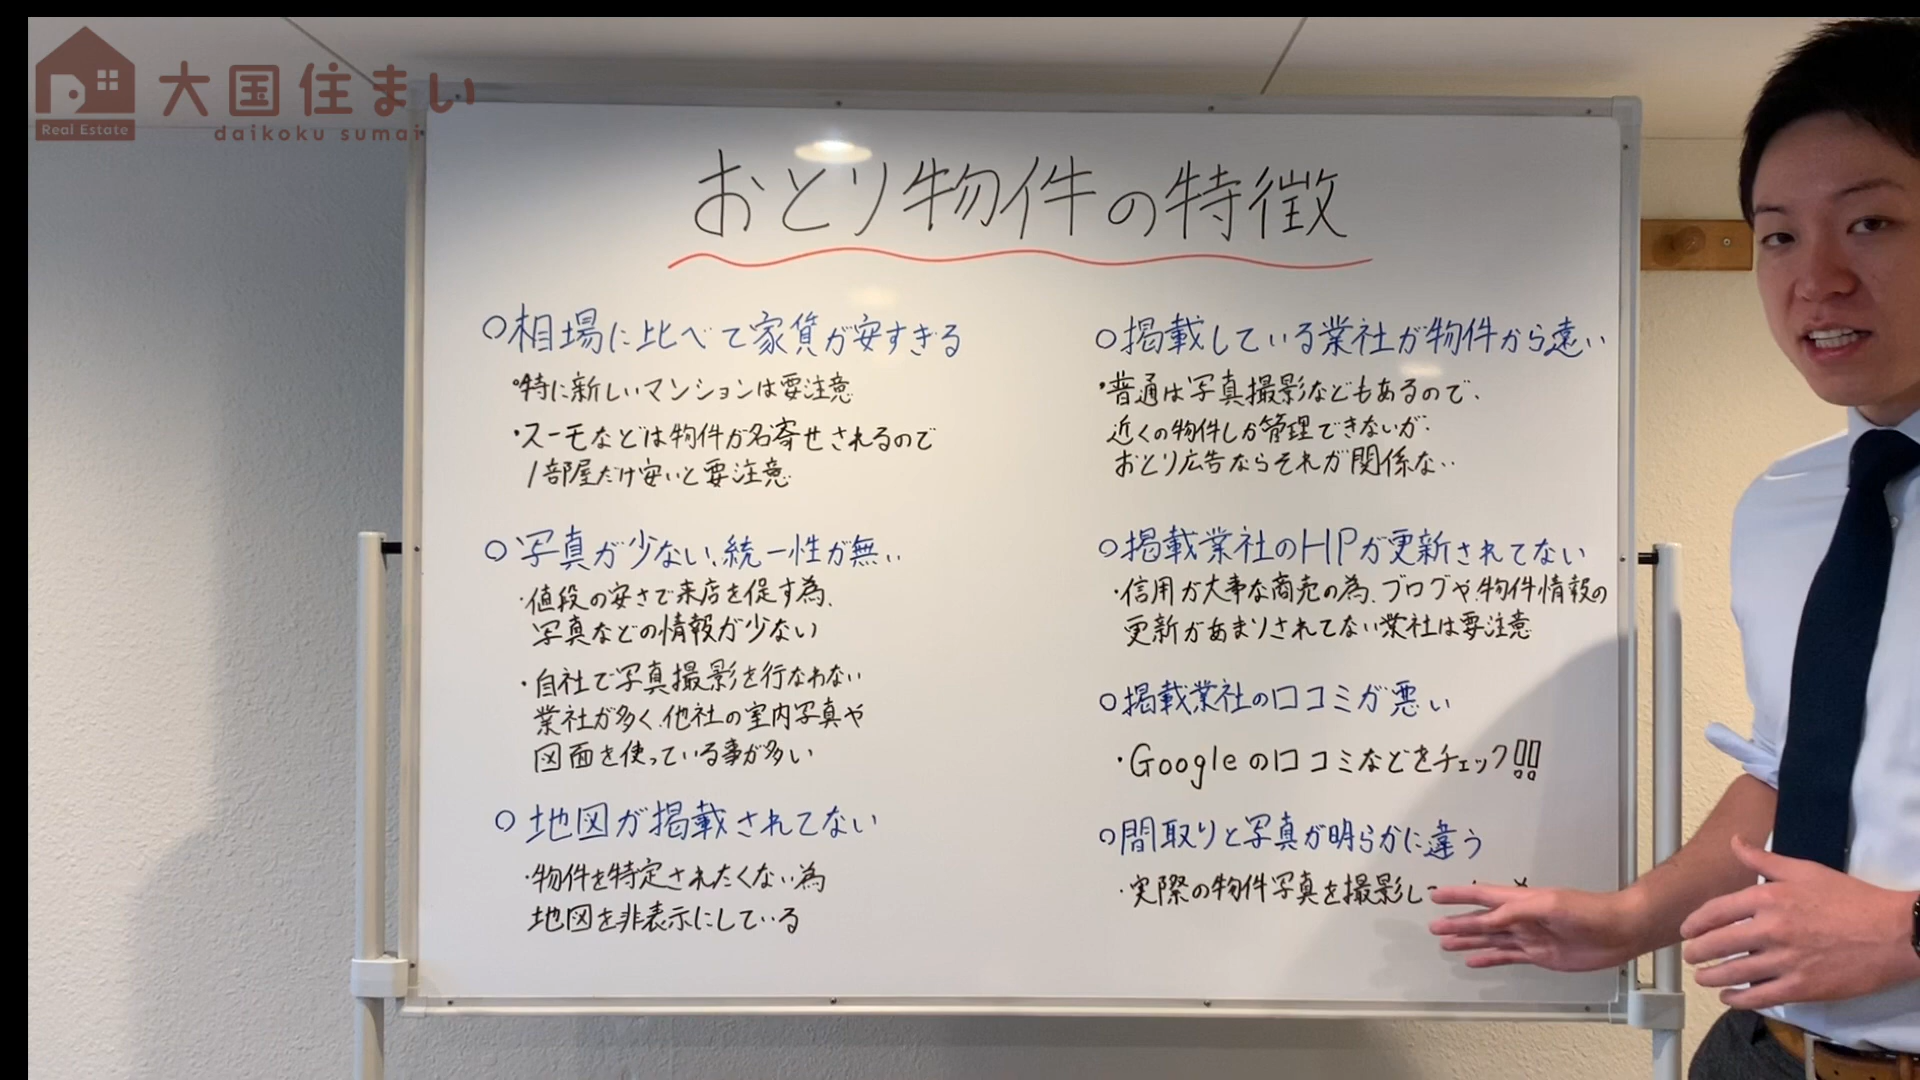 大国住まい
Real Estate
daikoku sumai
おとり物件の特徴
○相場に比べて家賃が安すぎる
・特に新しいマンションは要注意
・スーモなどは物件が名寄せされるので
1部屋だけ安いと要注意
○写真が少ない、統一性が無い
・値段の安さで来店を促す為、
写真などの情報が少ない
・自社で写真撮影を行なわない
業社が多く、他社の室内写真や
図面を使っている事が多い
○地図が掲載されてない
・物件を特定されたくない為
地図を非表示にしている
○掲載している業社が物件から遠い
・普通は写真撮影などもあるので、
近くの物件しか管理できないが、
おとり広告ならそれが関係ない
○掲載業社のHPが更新されてない
・信用が大事な商売の為、ブログや物件情報の
更新があまりされてない業社は要注意
○掲載業社の口コミが悪い
・Googleの口コミなどをチェック!!
○間取りと写真が明らかに違う
・実際の物件写真を撮影し